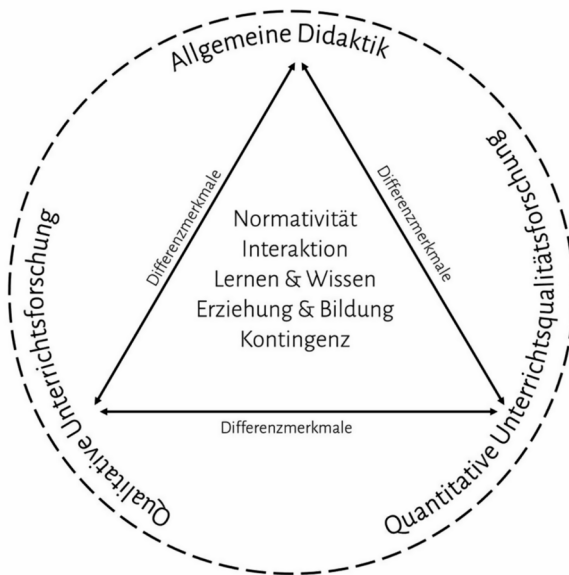 Allgemeine Didaktik
Qualitative Unterrichtsforschung
Quantitative Unterrichtsqualitätsforschung
Differenzmerkmale
Differenzmerkmale
Normativität
Interaktion
Lernen & Wissen
Erziehung & Bildung
Kontingenz
Differenzmerkmale